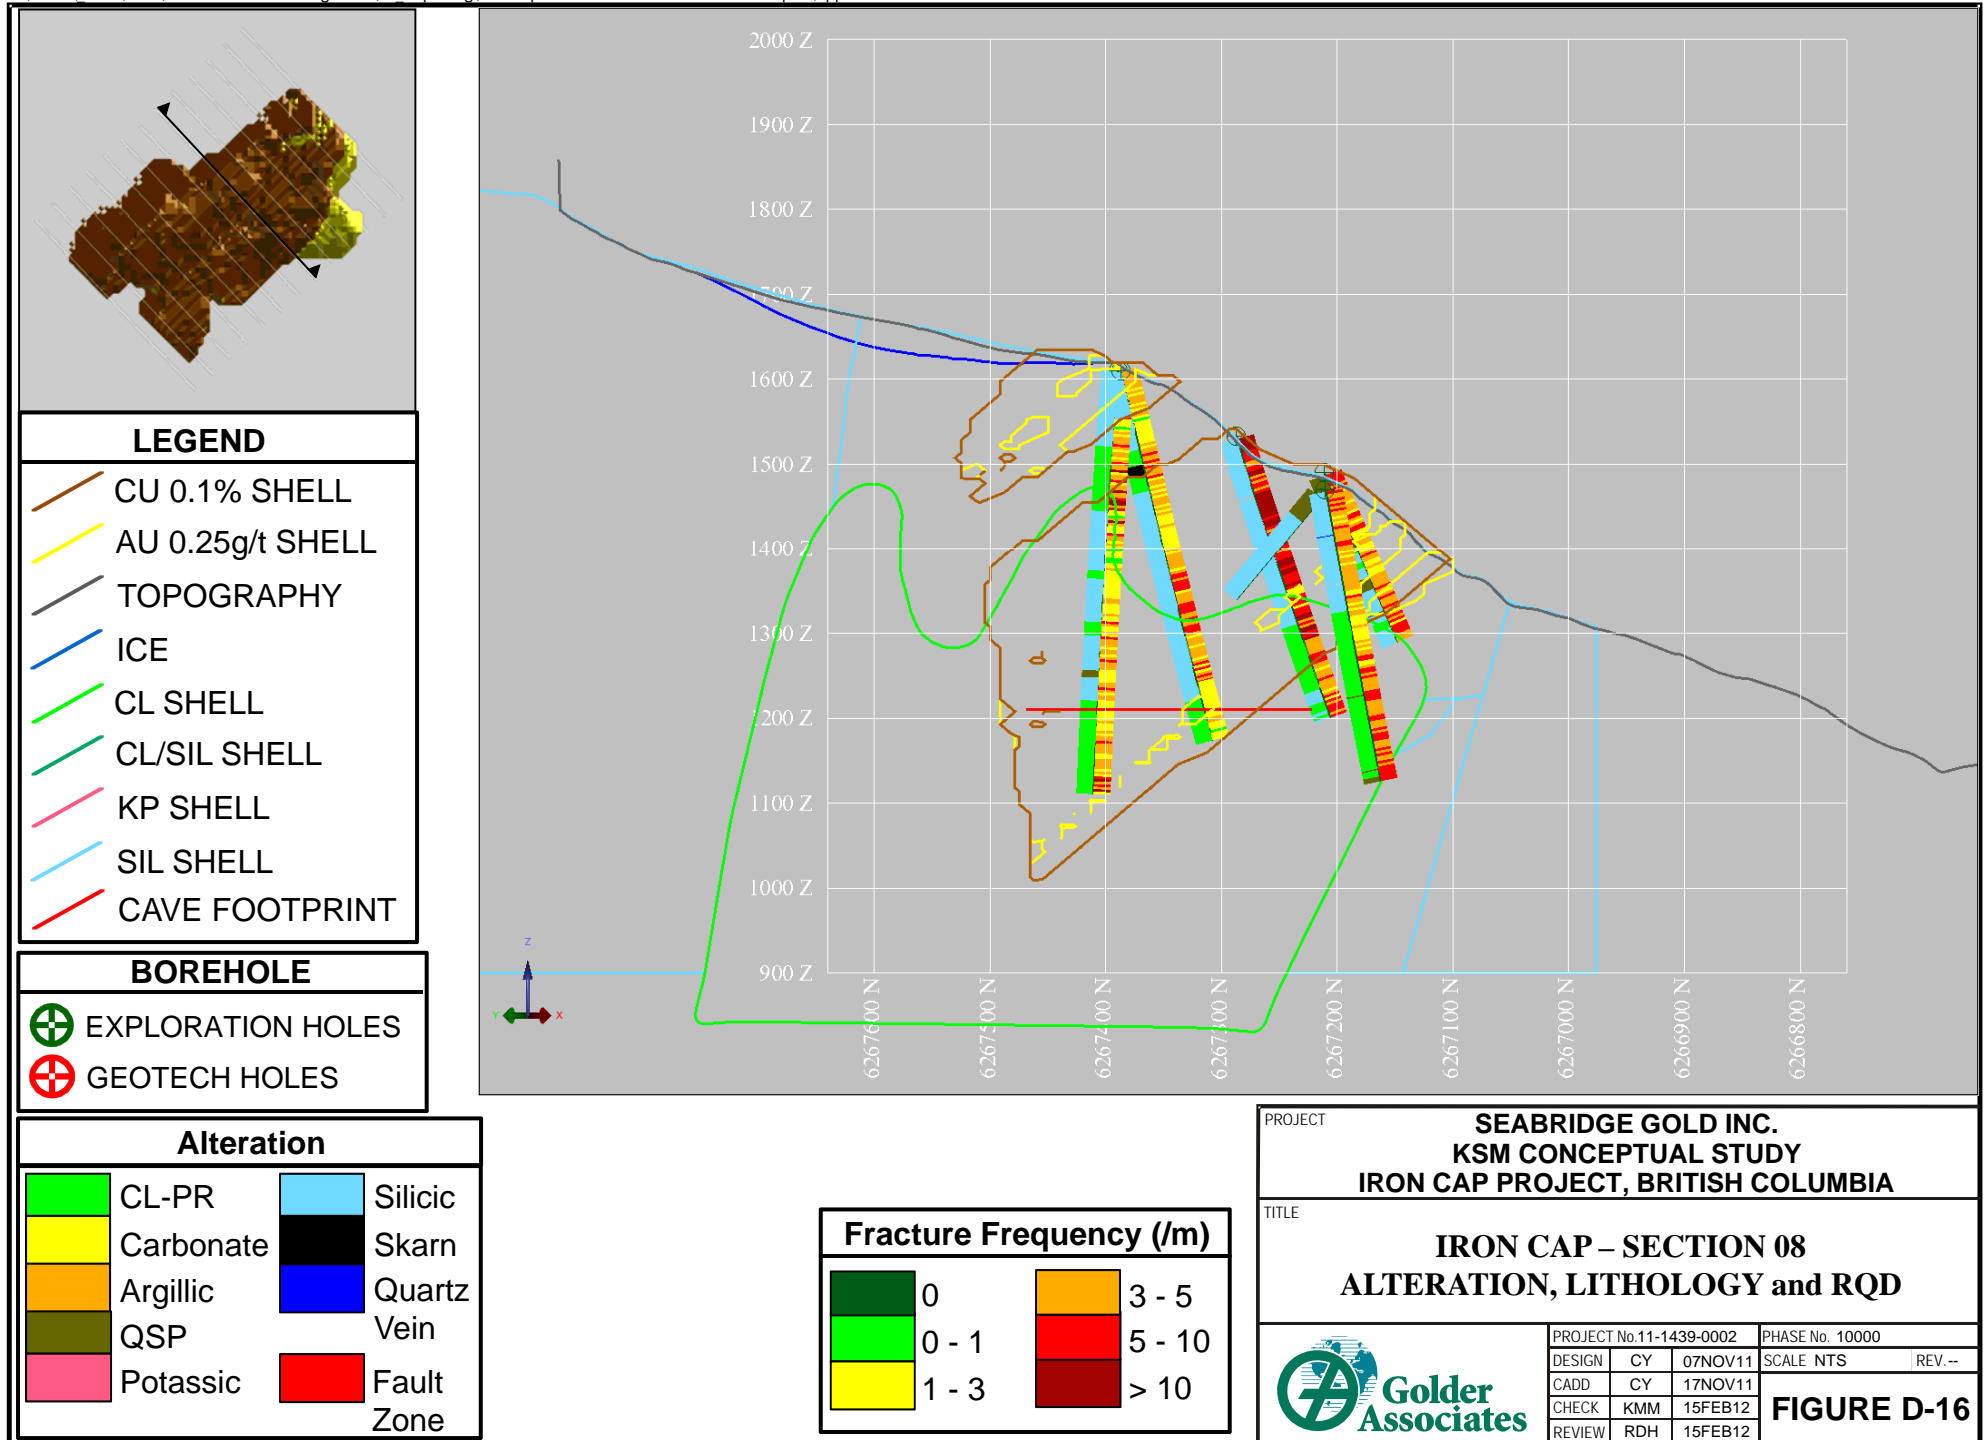 2000 Z
1900 Z
1800 Z
1700 Z
1600 Z
1500 Z
1400 Z
1300 Z
1200 Z
1100 Z
1000 Z
900 Z
6267600 N
6267500 N
6267400 N
6267300 N
6267200 N
6267100 N
6267000 N
6266900 N
6266800 N
Z
Y
X
LEGEND
CU 0.1% SHELL
AU 0.25g/t SHELL
TOPOGRAPHY
ICE
CL SHELL
CL/SIL SHELL
KP SHELL
SIL SHELL
CAVE FOOTPRINT
BOREHOLE
EXPLORATION HOLES
GEOTECH HOLES
Alteration
CL-PR
Carbonate
Argillic
QSP
Potassic
Silicic
Skarn
Quartz
Vein
Fault
Zone
Fracture Frequency (/m)
0
0 - 1
1 - 3
3 - 5
5 - 10
> 10
PROJECT
SEABRIDGE GOLD INC.
KSM CONCEPTUAL STUDY
IRON CAP PROJECT, BRITISH COLUMBIA
TITLE
IRON CAP – SECTION 08
ALTERATION, LITHOLOGY and RQD
Golder
Associates
PROJECT No.11-1439-0002 PHASE No. 10000
DESIGN CY 07NOV11 SCALE NTS REV.--
CADD CY 17NOV11
CHECK KMM 15FEB12
REVIEW RDH 15FEB12
FIGURE D-16